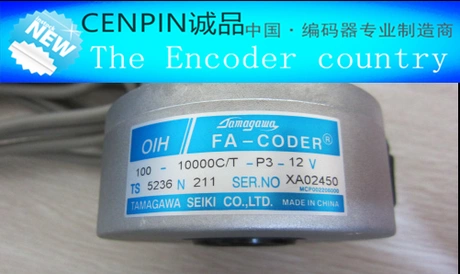 NEW
CENPIN诚品中国·编码器专业制造商
The Encoder country
Tamagawa
OIH FA-CODER®
100 - 10000C/T -P3-12 V
TS 5236 N 211 SER.NO XA02450
TAMAGAWA SEIKI CO.,LTD. MADE IN CHINA